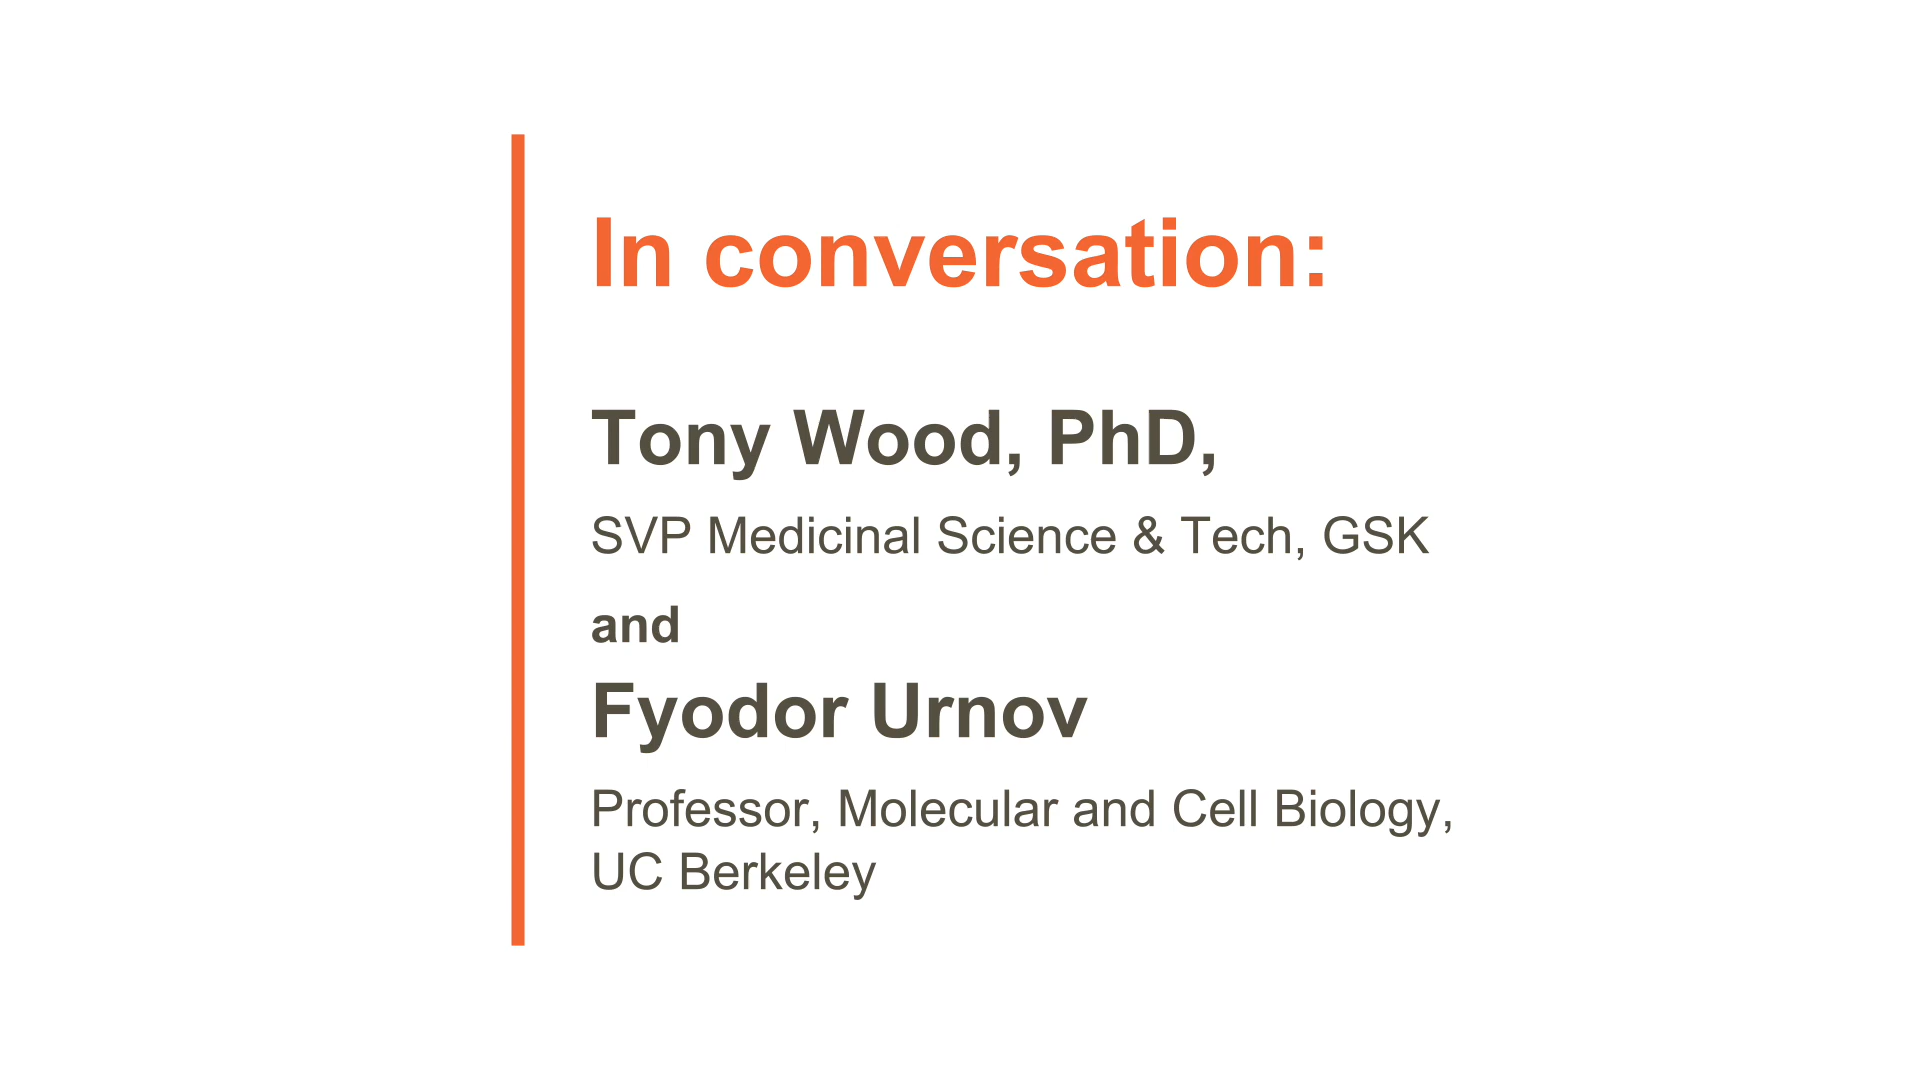 In conversation:
Tony Wood, PhD,
SVP Medicinal Science & Tech, GSK
and
Fyodor Urnov
Professor, Molecular and Cell Biology,
UC Berkeley